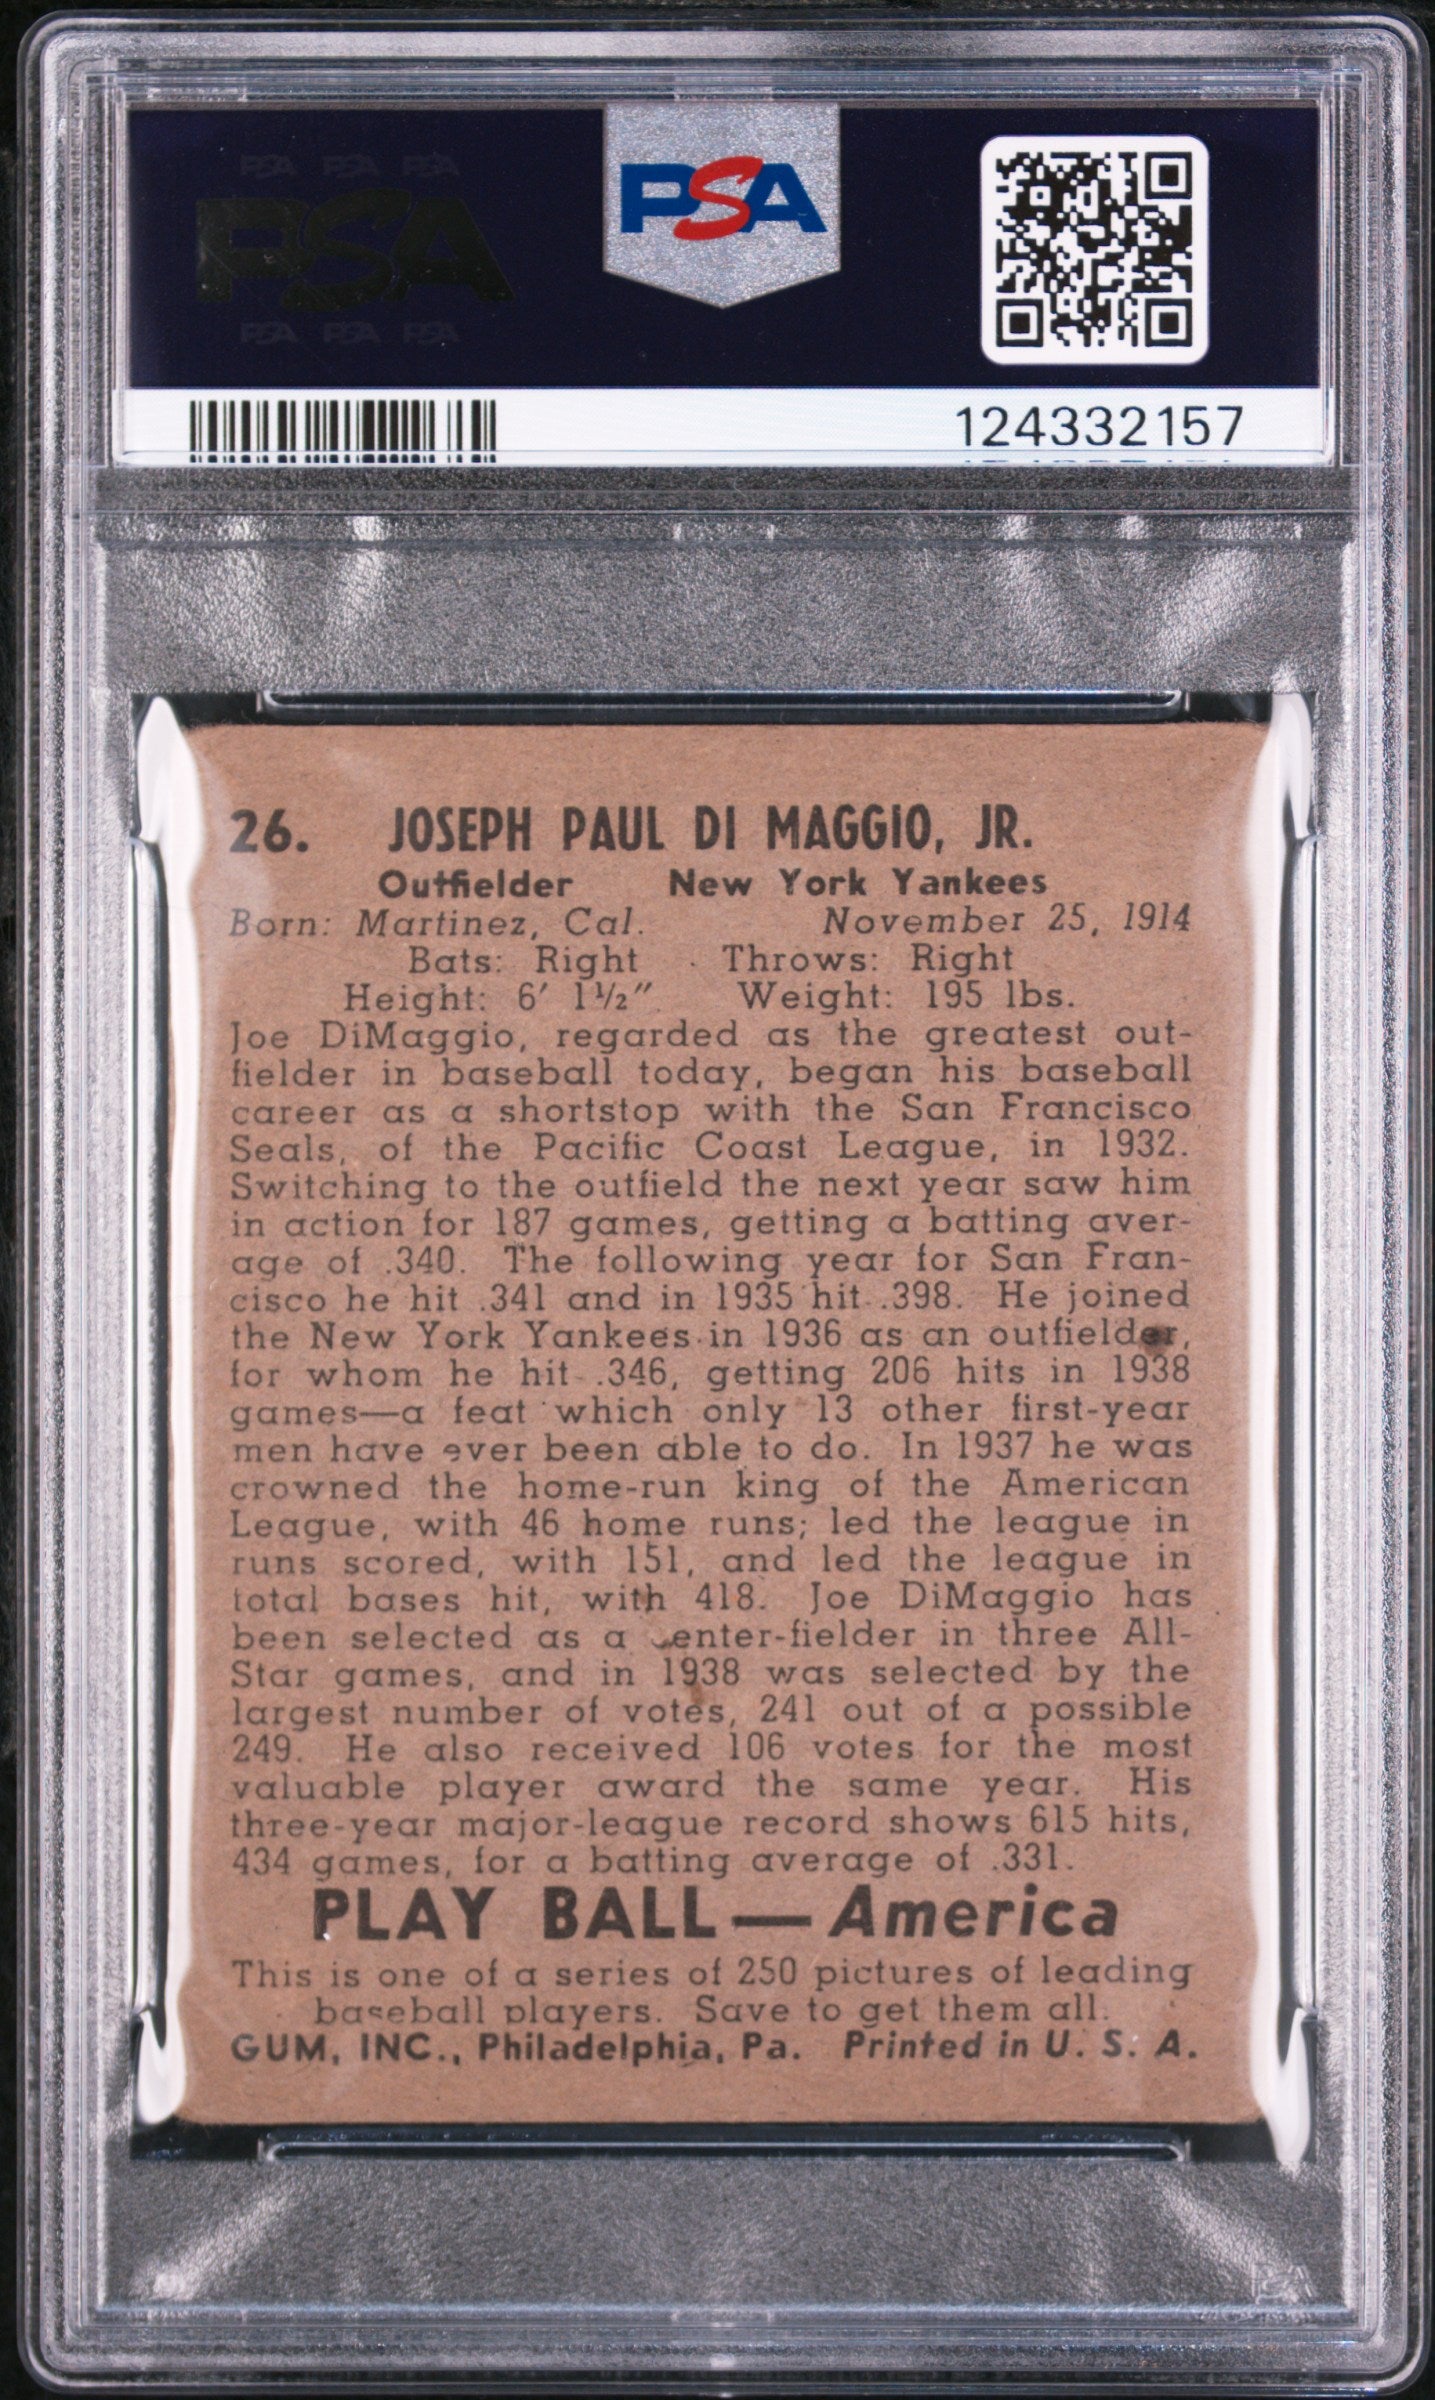 PSA PSA PSA
PSA
PSA PSA PSA
PSA
124332157
26. JOSEPH PAUL DI MAGGIO, JR.
Outfielder New York Yankees
Born: Martinez, Cal. November 25, 1914
Bats: Right Throws: Right
Height: 6′ 1½″ Weight: 195 lbs.
Joe DiMaggio, regarded as the greatest out-
fielder in baseball today, began his baseball
career as a shortstop with the San Francisco
Seals, of the Pacific Coast League, in 1932.
Switching to the outfield the next year saw him
in action for 187 games, getting a batting aver-
age of .340. The following year for San Fran-
cisco he hit .341 and in 1935 hit .398. He joined
the New York Yankees in 1936 as an outfielder,
for whom he hit .346, getting 206 hits in 1938
games—a feat which only 13 other first-year
men have ever been able to do. In 1937 he was
crowned the home-run king of the American
League, with 46 home runs; led the league in
runs scored, with 151, and led the league in
total bases hit, with 418. Joe DiMaggio has
been selected as a center-fielder in three All-
Star games, and in 1938 was selected by the
largest number of votes, 241 out of a possible
249. He also received 106 votes for the most
valuable player award the same year. His
three-year major-league record shows 615 hits,
434 games, for a batting average of .331.
PLAY BALL—America
This is one of a series of 250 pictures of leading
baseball players. Save to get them all.
GUM, INC., Philadelphia, Pa. Printed in U. S. A.
PSA